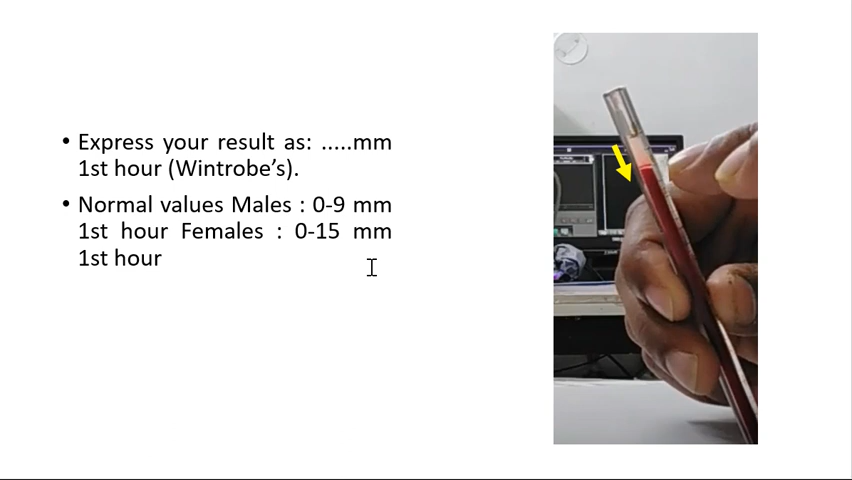 • Express your result as: .....mm
1st hour (Wintrobe’s).
• Normal values Males : 0-9 mm
1st hour Females : 0-15 mm
1st hour